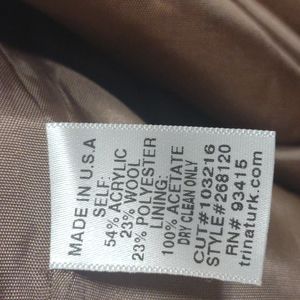 MADE IN U.S.A
SELF:
54% ACRYLIC
23% WOOL
23% POLYESTER
LINING:
100% ACETATE
DRY CLEAN ONLY
CUT#193216
STYLE#268120
RN# 93415
trinaturk.com